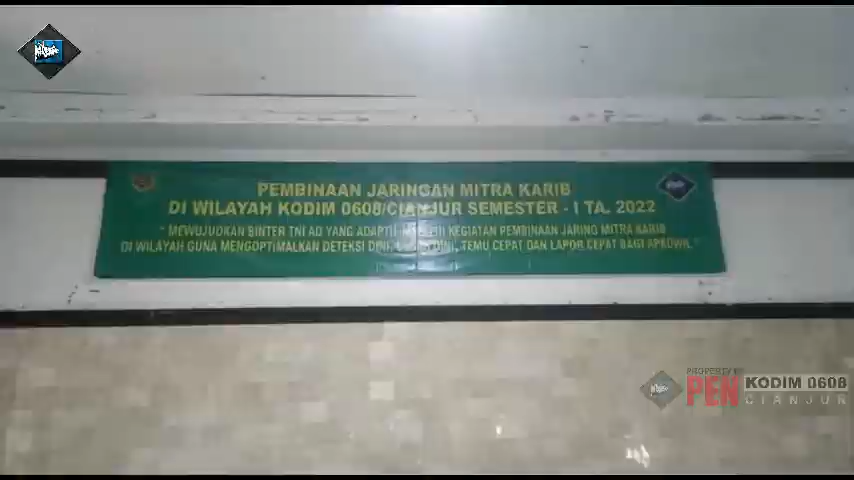 PEMBINAAN JARINGAN MITRA KARIB
DI WILAYAH KODIM 0608/CIANJUR SEMESTER - I TA. 2022
" MEWUJUDKAN BINTER TNI AD YANG ADAPTIF KEGIATAN PEMBINAAN JARING MITRA KARIB
DI WILAYAH GUNA MENGOPTIMALKAN DETEKSI DINI, DINI, TEMU CEPAT DAN LAPOR CEPAT BAGI APKOWIL "
PROPERTY BY
PEN KODIM 0608
CIANJUR